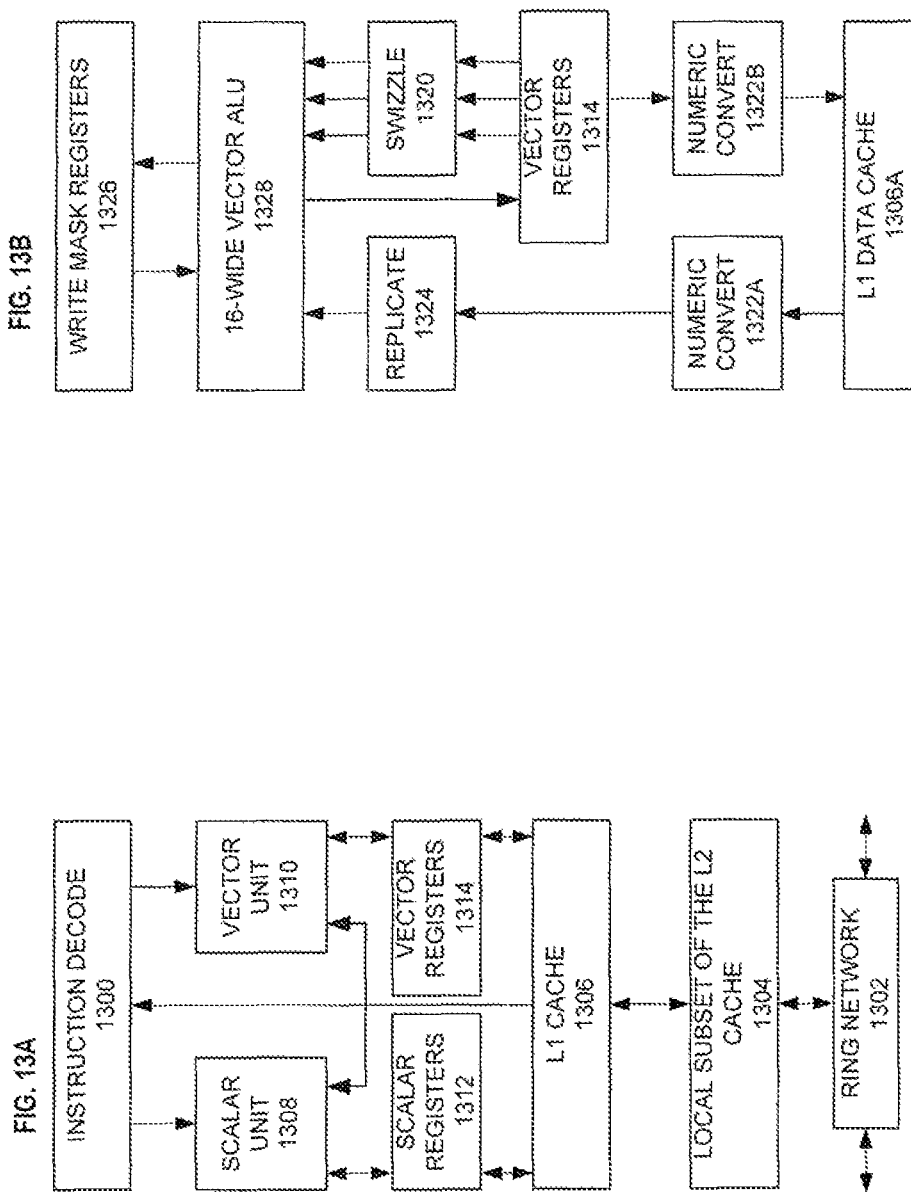 FIG. 13A
INSTRUCTION DECODE
1300
SCALAR
UNIT
1308
VECTOR
UNIT
1310
SCALAR
REGISTERS
1312
VECTOR
REGISTERS
1314
L1 CACHE
1306
LOCAL SUBSET OF THE L2
CACHE
1304
RING NETWORK
1302
FIG. 13B
WRITE MASK REGISTERS
1326
16-WIDE VECTOR ALU
1328
REPLICATE
1324
SWIZZLE
1320
VECTOR
REGISTERS
1314
NUMERIC
CONVERT
1322A
NUMERIC
CONVERT
1322B
L1 DATA CACHE
1306A